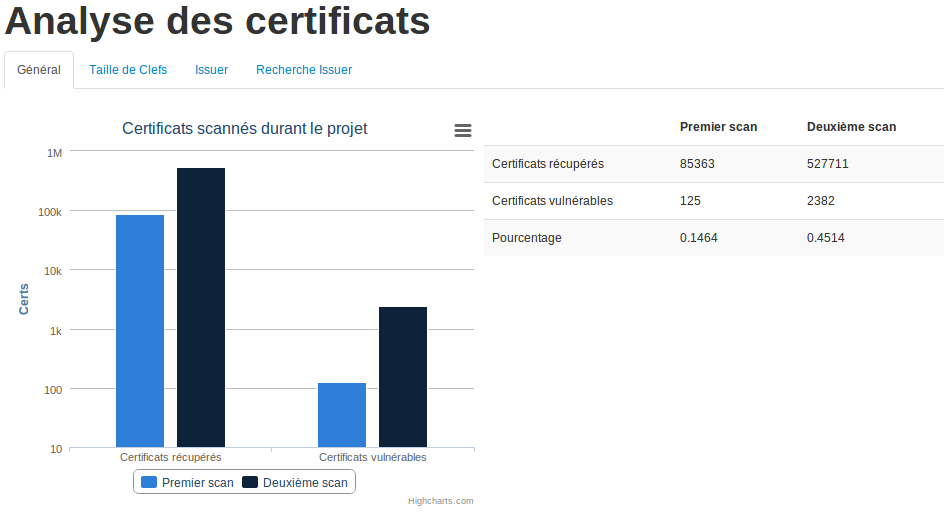 Analyse des certificats
Général Taille de Clefs Issuer Recherche Issuer
Certificats scannés durant le projet
1M
100k
10k
1k
100
10
Certs
Certificats récupérés Certificats vulnérables
Premier scan Deuxième scan
Highcharts.com
Premier scan Deuxième scan
Certificats récupérés 85363 527711
Certificats vulnérables 125 2382
Pourcentage 0.1464 0.4514